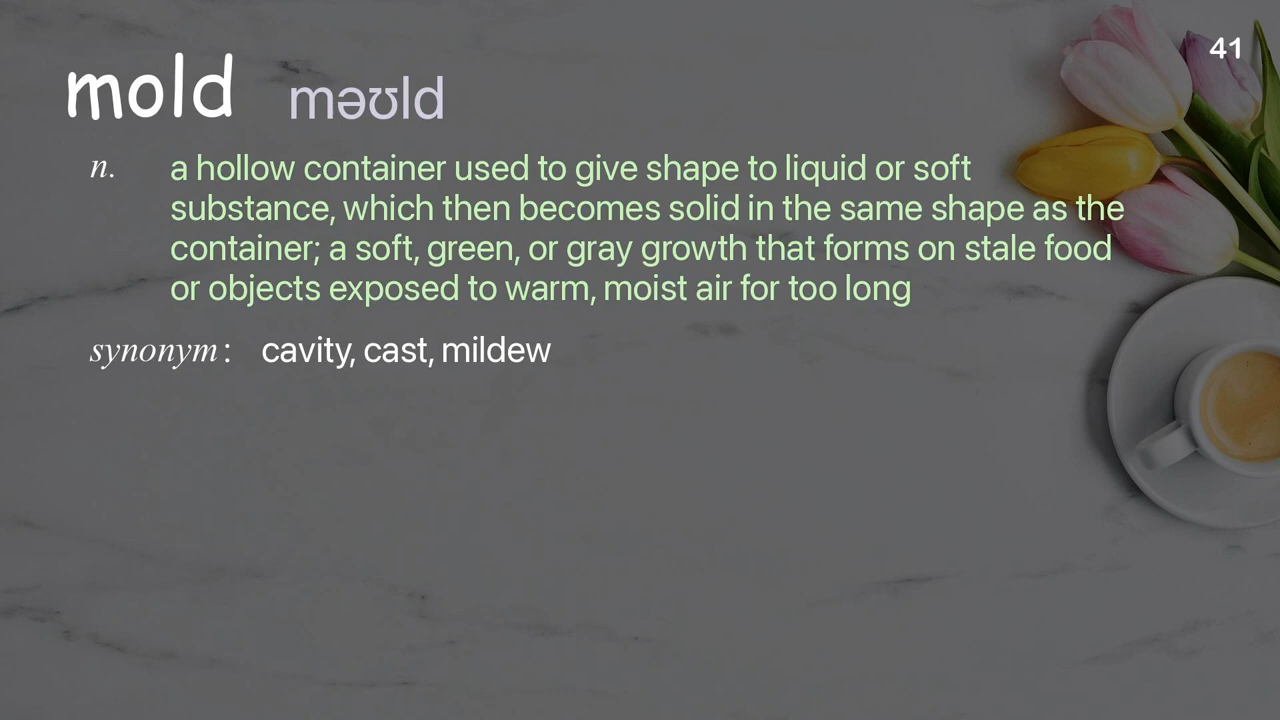 41
mold məʊld
n. a hollow container used to give shape to liquid or soft
substance, which then becomes solid in the same shape as the
container; a soft, green, or gray growth that forms on stale food
or objects exposed to warm, moist air for too long
synonym: cavity, cast, mildew